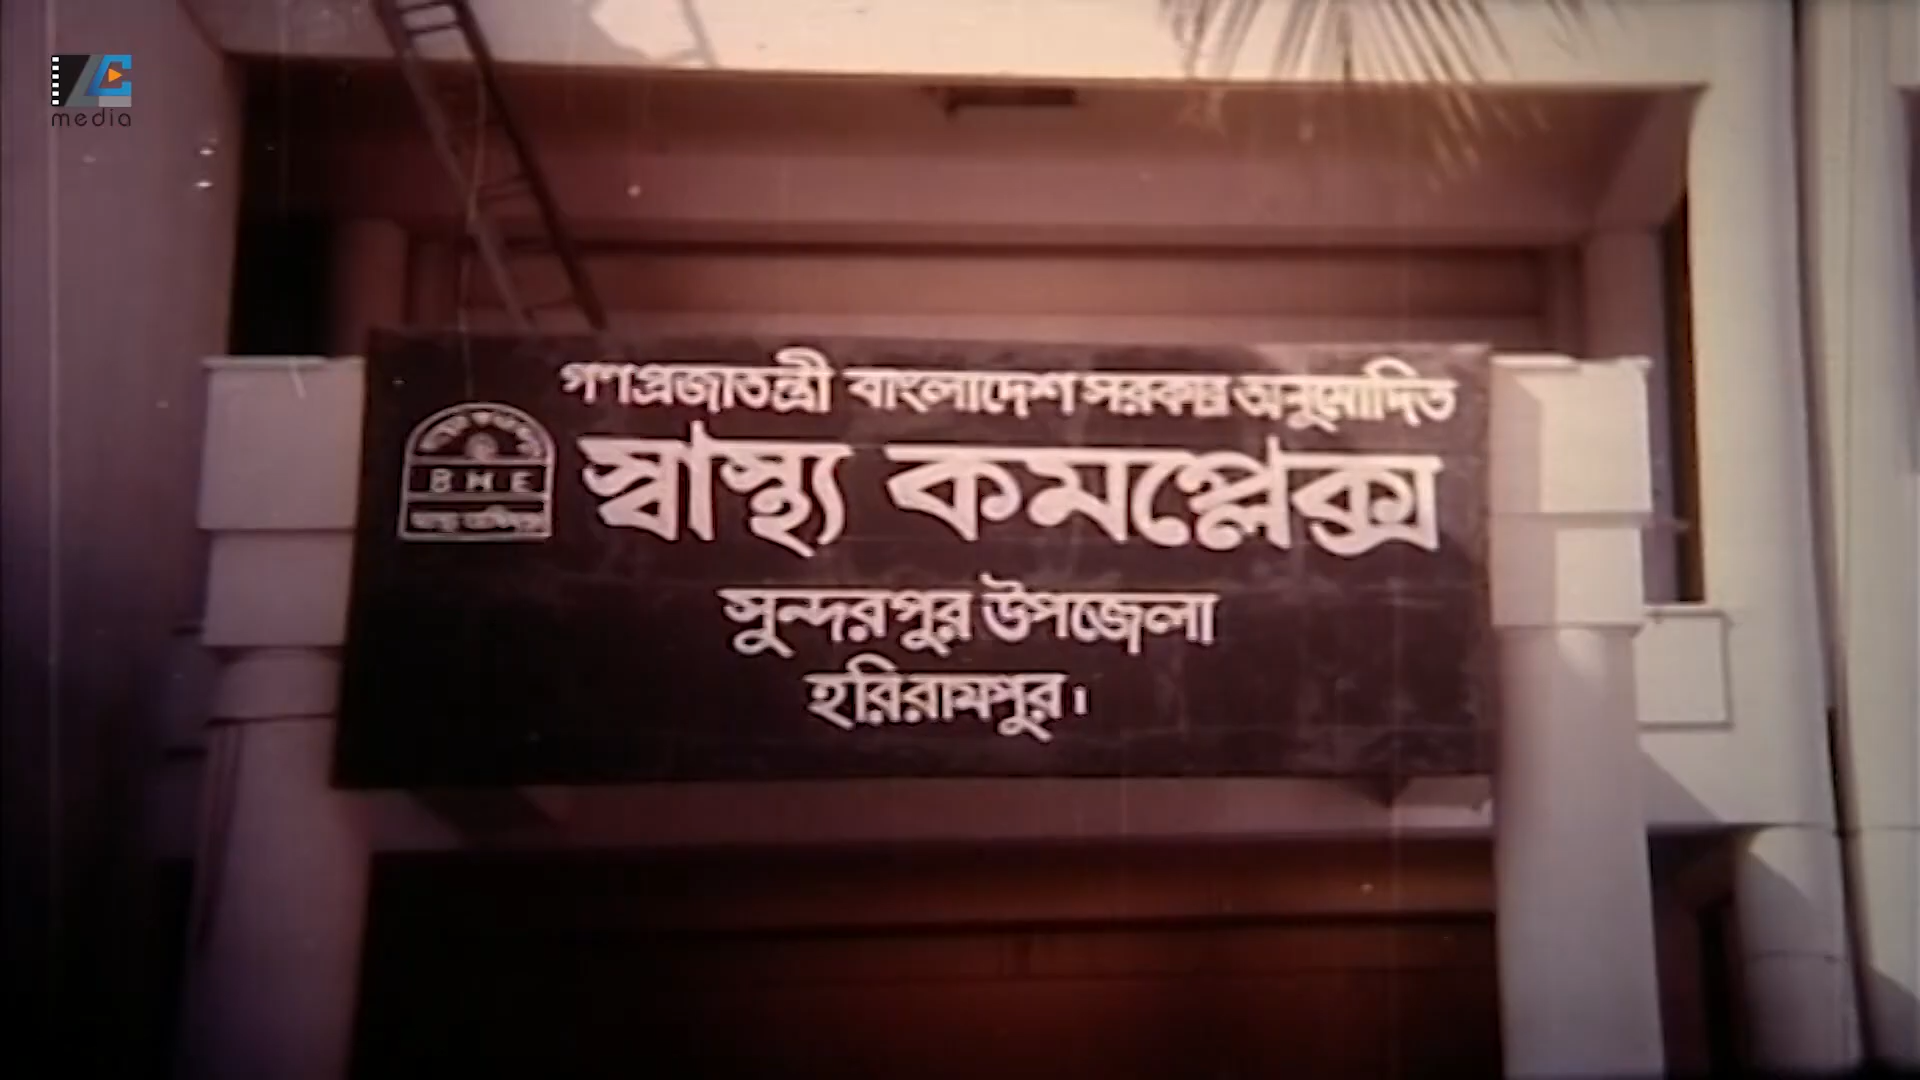 media
গণপ্রজাতন্ত্রী বাংলাদেশ সরকার অনুমোদিত
BHE
স্বাস্থ্য কমপ্লেক্স
সুন্দরপুর উপজেলা
হরিরামপুর।